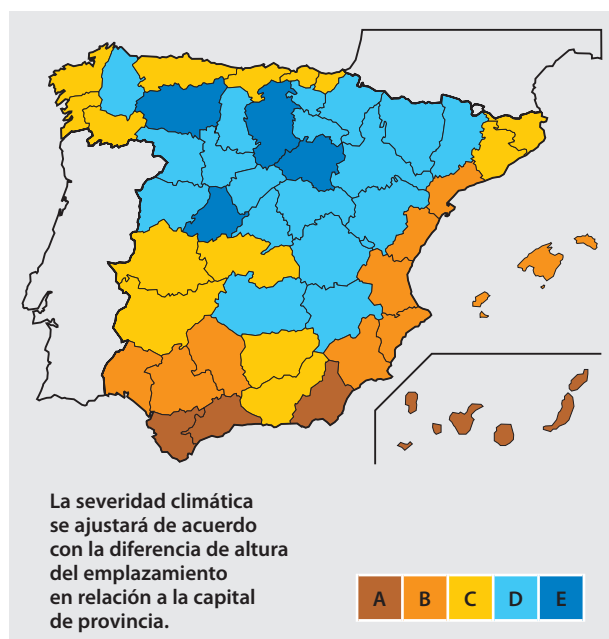 La severidad climática
se ajustará de acuerdo
con la diferencia de altura
del emplazamiento
en relación a la capital
de provincia.
A B C D E